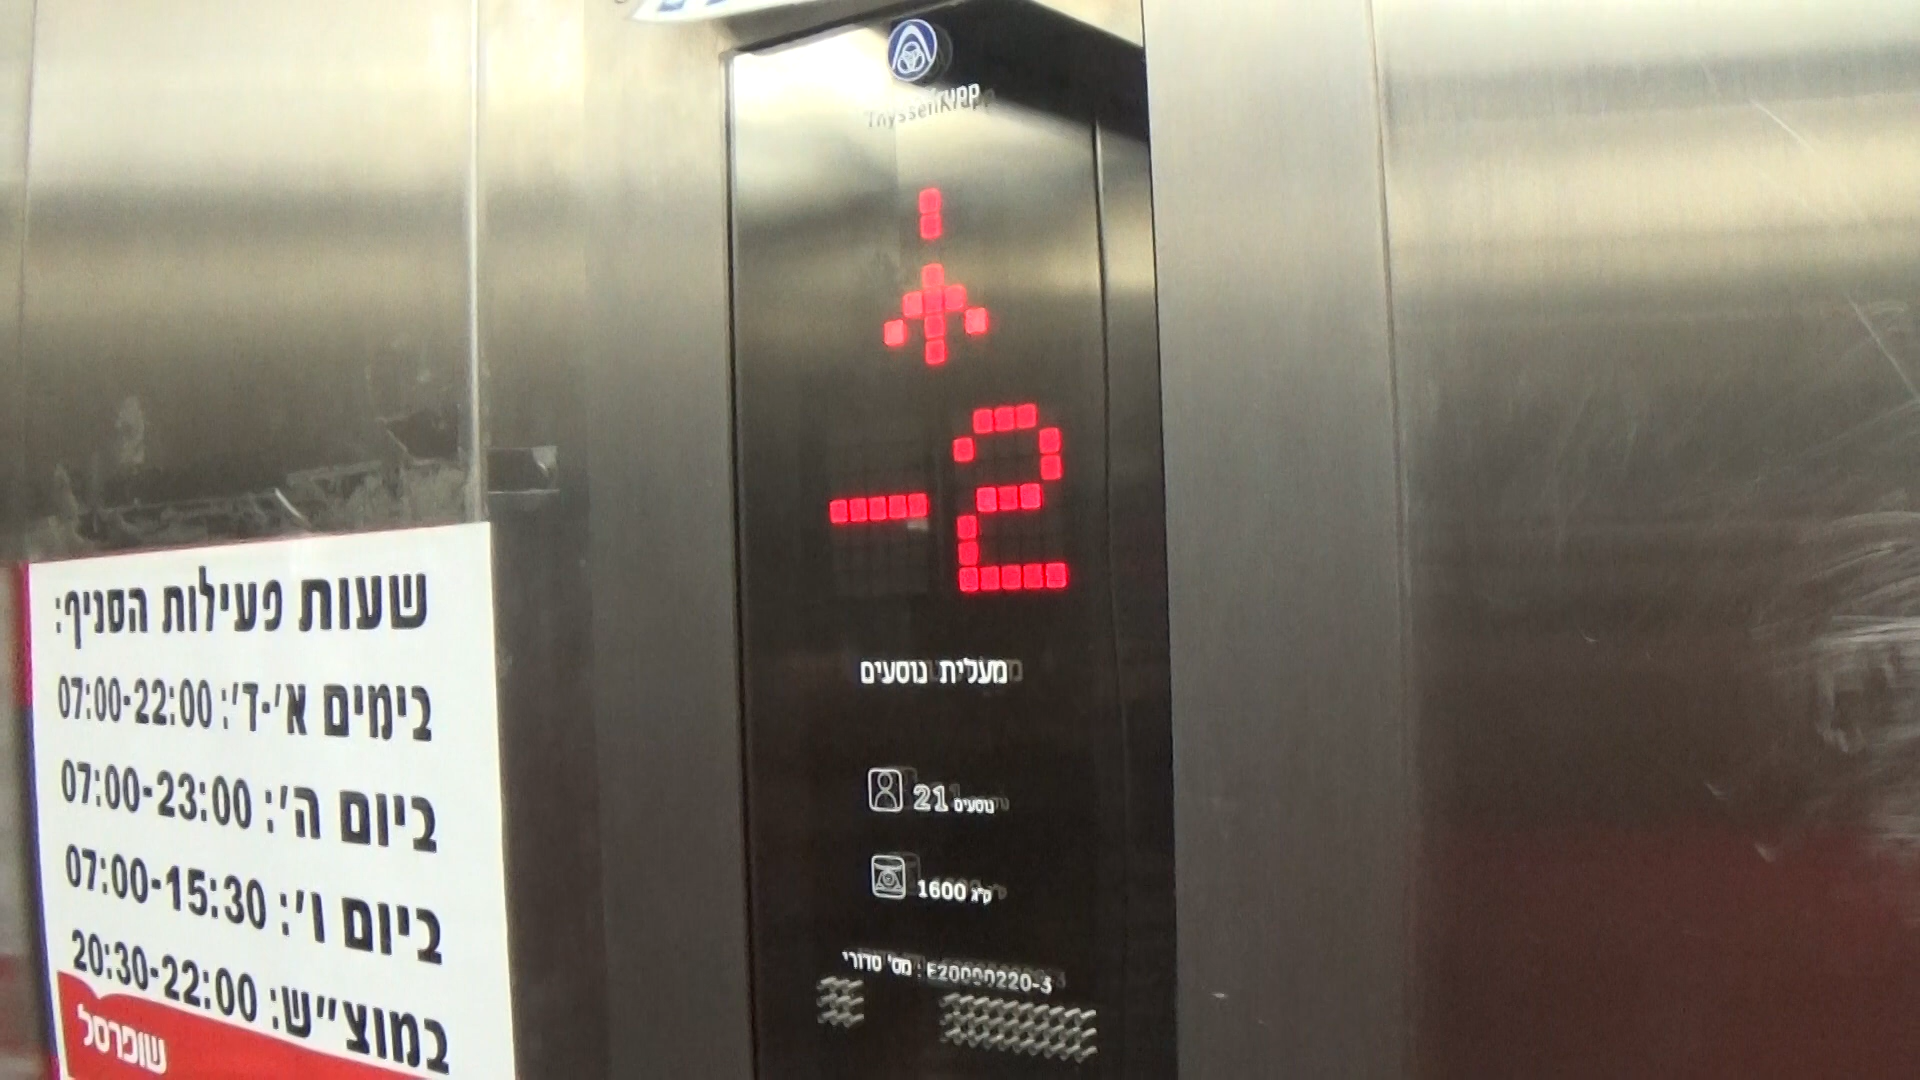 ThyssenKrupp
-2
מעלית נוסעים
21 נוסעים
1600 ק"ג
מס' סדורי: E20000220-3
שעות פעילות הסניף:
בימים א'-ד': 07:00-22:00
ביום ה': 07:00-23:00
ביום ו': 07:00-15:30
במוצ"ש: 20:30-22:00
שופרסל